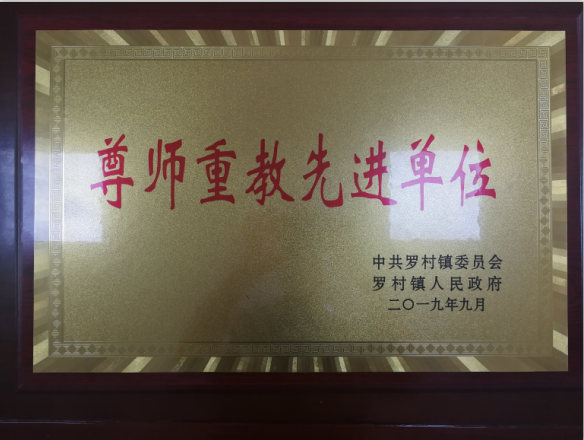 尊师重教先进单位
中共罗村镇委员会
罗村镇人民政府
二〇一九年九月